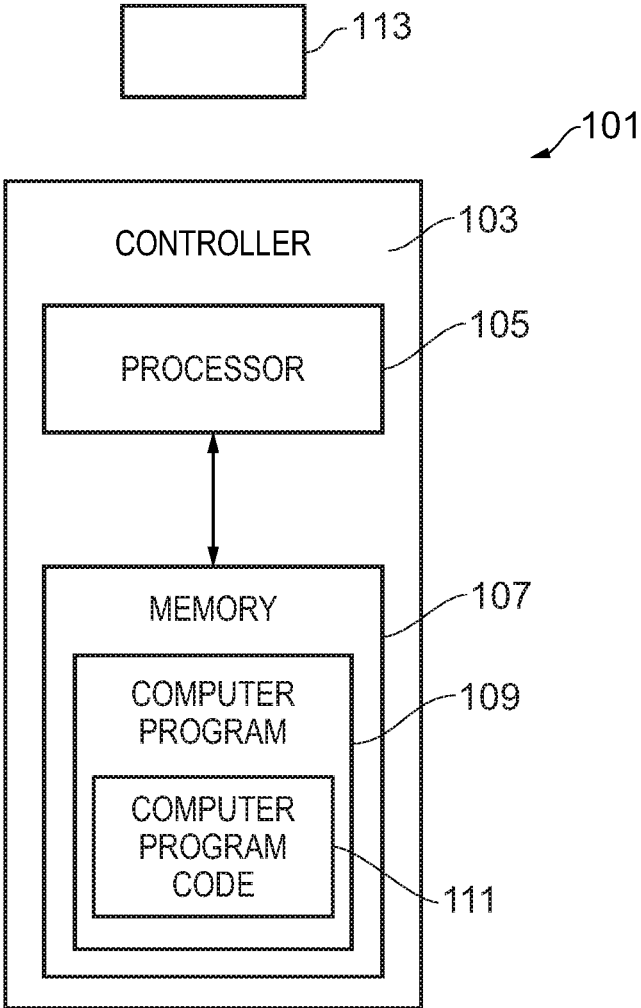 113
101
CONTROLLER
103
PROCESSOR
105
MEMORY
107
COMPUTER
PROGRAM
109
COMPUTER
PROGRAM
CODE
111